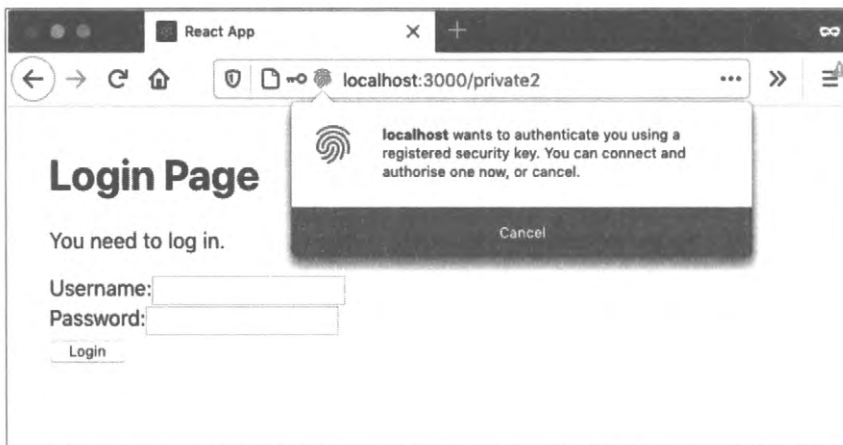 React App
localhost:3000/private2
localhost wants to authenticate you using a
registered security key. You can connect and
authorise one now, or cancel.
Cancel
Login Page
You need to log in.
Username:
Password:
Login